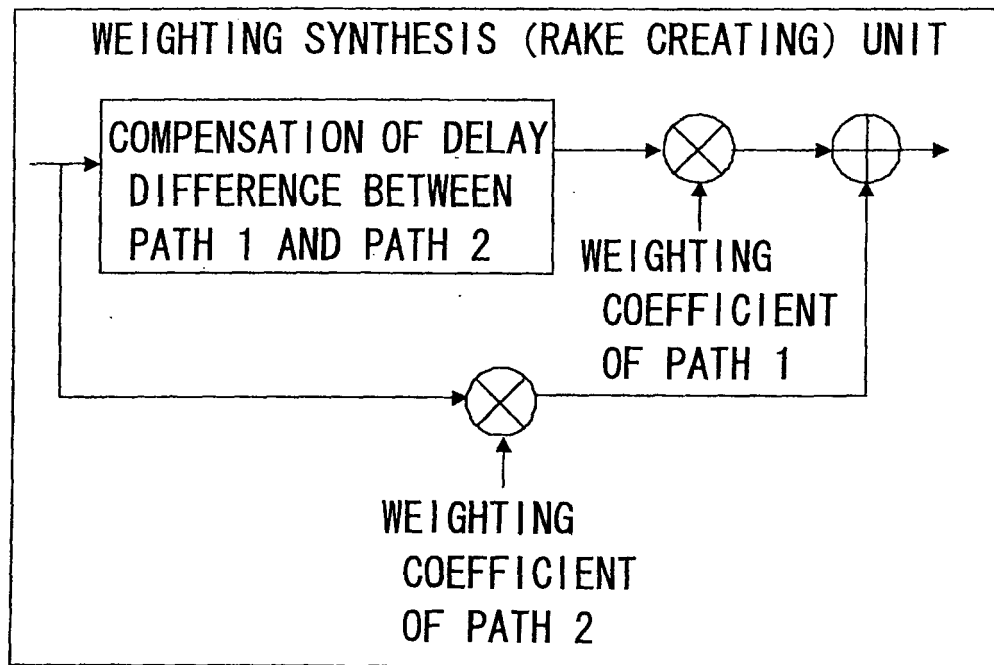 WEIGHTING SYNTHESIS (RAKE CREATING) UNIT
COMPENSATION OF DELAY
DIFFERENCE BETWEEN
PATH 1 AND PATH 2
WEIGHTING
COEFFICIENT
OF PATH 1
WEIGHTING
COEFFICIENT
OF PATH 2